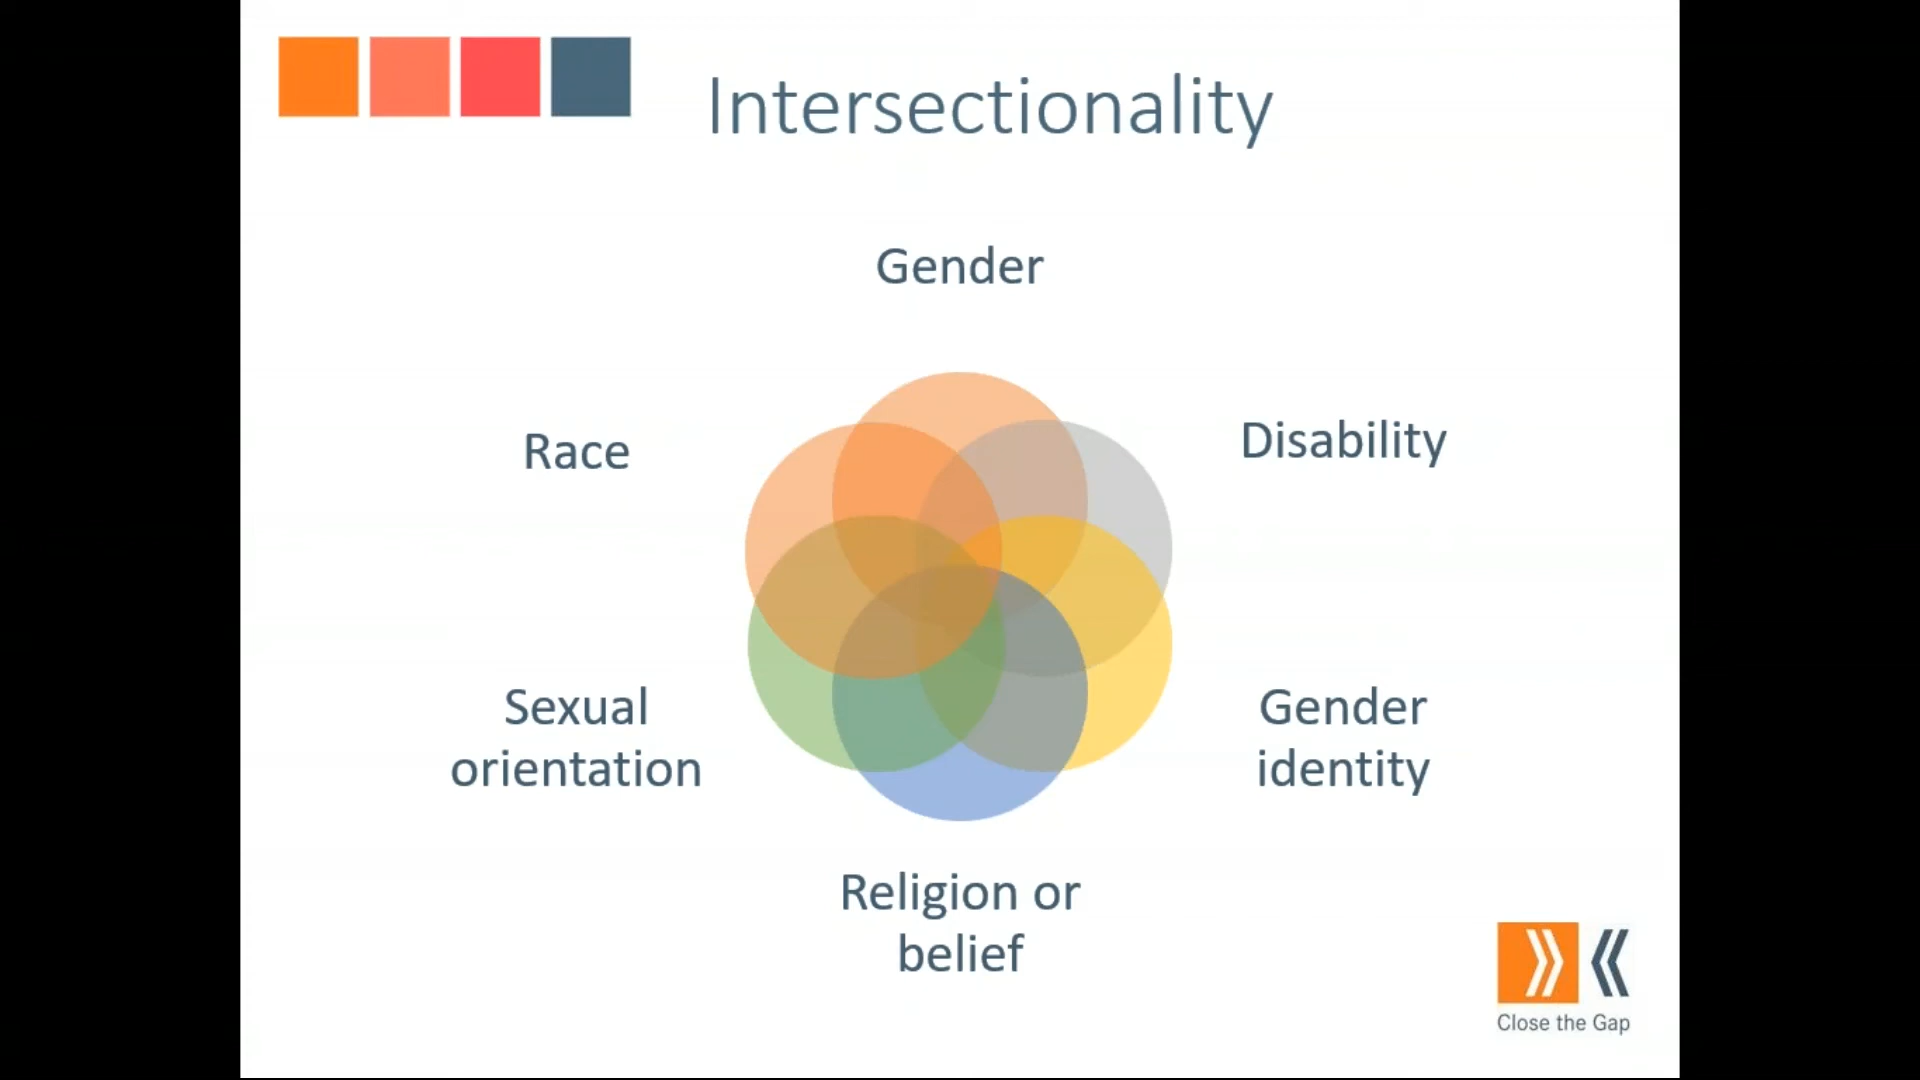 Intersectionality
Gender
Race
Disability
Sexual
orientation
Gender
identity
Religion or
belief
Close the Gap